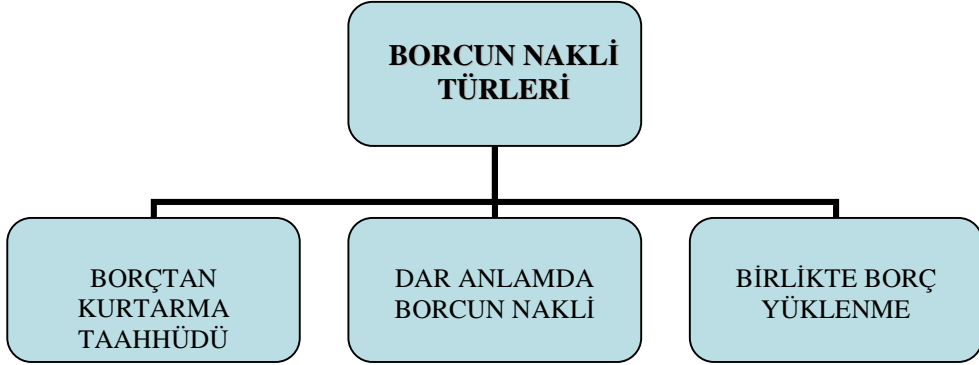 BORCUN NAKLİ
TÜRLERİ
BORÇTAN
KURTARMA
TAAHHÜDÜ
DAR ANLAMDA
BORCUN NAKLİ
BİRLİKTE BORÇ
YÜKLENME